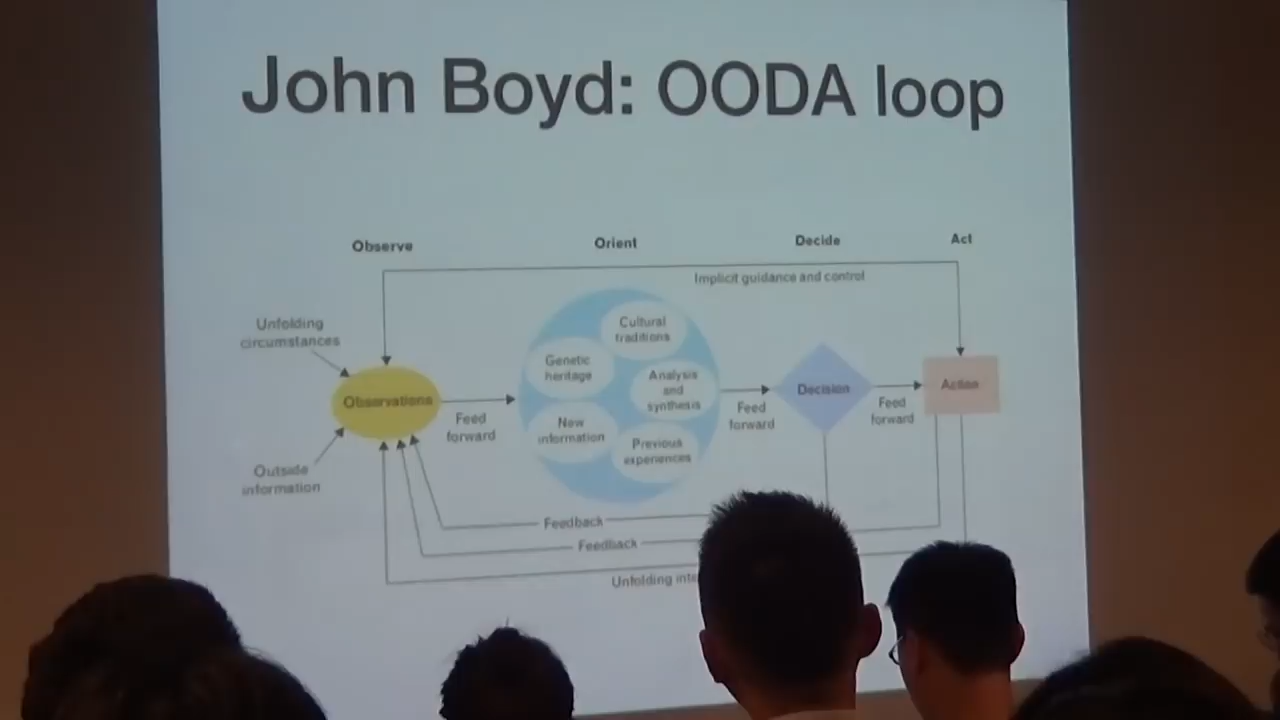 John Boyd: OODA loop
Observe
Orient
Decide
Act
Implicit guidance and control
Unfolding
circumstances
Cultural
traditions
Genetic
heritage
Analysis
and
synthesis
Observations
Feed
forward
New
information
Previous
experiences
Feed
forward
Decision
Feed
forward
Action
Outside
information
Feedback
Feedback
Unfolding